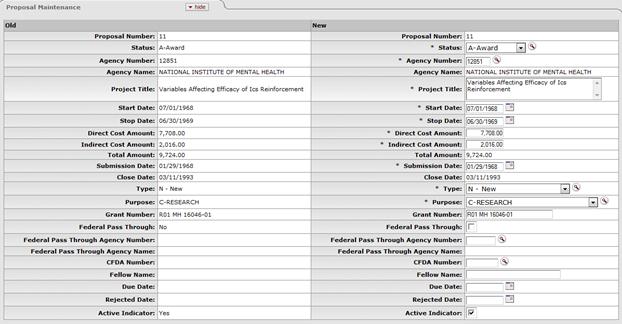 Proposal Maintenance ▾ hide
Old New
Proposal Number: 11 Proposal Number: 11
Status: A-Award * Status: A-Award
Agency Number: 12851 * Agency Number: 12851
Agency Name: NATIONAL INSTITUTE OF MENTAL HEALTH Agency Name: NATIONAL INSTITUTE OF MENTAL HEALTH
Project Title: Variables Affecting Efficacy of Ics Reinforcement * Project Title: Variables Affecting Efficacy of Ics
Reinforcement
Start Date: 07/01/1968 * Start Date: 07/01/1968
Stop Date: 06/30/1969 * Stop Date: 06/30/1969
Direct Cost Amount: 7,708.00 * Direct Cost Amount: 7,708.00
Indirect Cost Amount: 2,016.00 * Indirect Cost Amount: 2,016.00
Total Amount: 9,724.00 Total Amount: 9,724.00
Submission Date: 01/29/1968 * Submission Date: 01/29/1968
Close Date: 03/11/1993 Close Date: 03/11/1993
Type: N - New * Type: N - New
Purpose: C-RESEARCH * Purpose: C-RESEARCH
Grant Number: R01 MH 16046-01 Grant Number: R01 MH 16046-01
Federal Pass Through: No Federal Pass Through:
Federal Pass Through Agency Number: Federal Pass Through Agency Number:
Federal Pass Through Agency Name: Federal Pass Through Agency Name:
CFDA Number: CFDA Number:
Fellow Name: Fellow Name:
Due Date: Due Date:
Rejected Date: Rejected Date:
Active Indicator: Yes Active Indicator: